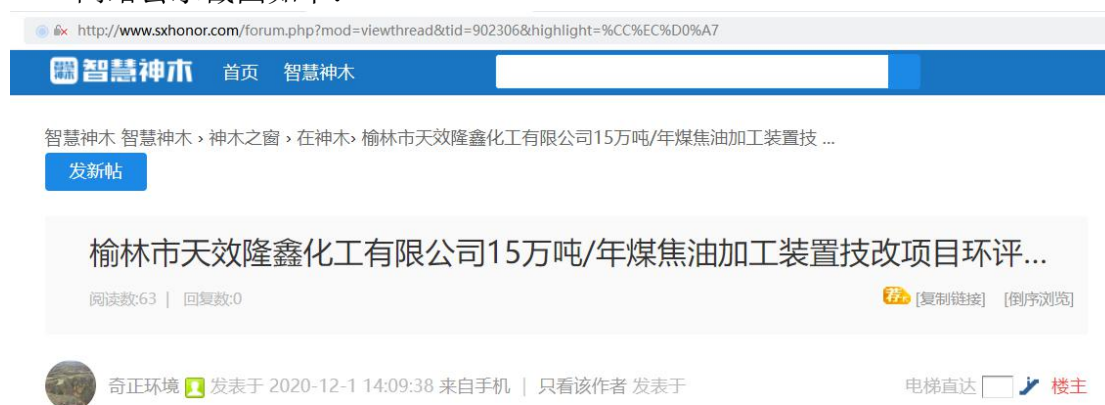 http://www.sxhonor.com/forum.php?mod=viewthread&tid=902306&highlight=%CC%EC%D0%A7
智慧神木 首页 智慧神木
智慧神木 智慧神木 › 神木之窗 › 在神木› 榆林市天效隆鑫化工有限公司15万吨/年煤焦油加工装置技 ...
发新帖
榆林市天效隆鑫化工有限公司15万吨/年煤焦油加工装置技改项目环评...
阅读数:63 | 回复数:0 [复制链接] [倒序浏览]
奇正环境 发表于 2020-12-1 14:09:38 来自手机 | 只看该作者 发表于 电梯直达 楼主